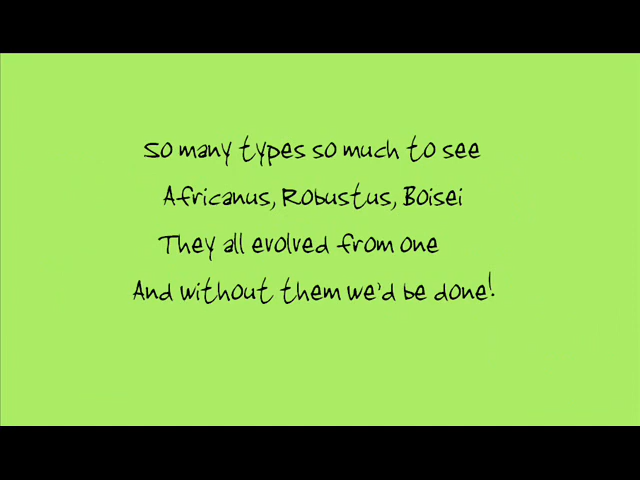 So many types so much to see
Africanus, Robustus, Boisei
They all evolved from one
And without them we'd be done!